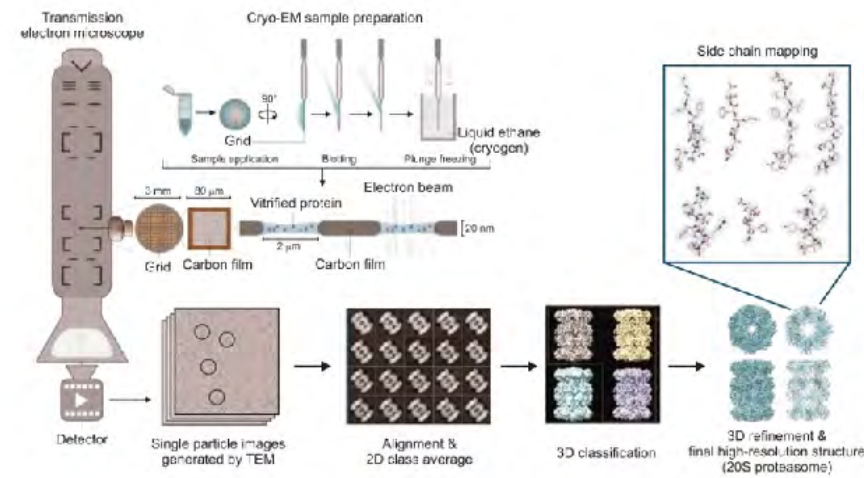 Transmission
electron microscope
Cryo-EM sample preparation
90°
Grid
Liquid ethane
(cryogen)
Sample application
Blotting
Plunge freezing
Side chain mapping
3 mm
80 μm
Vitrified protein
Electron beam
20 nm
2 μm
Grid
Carbon film
Carbon film
Detector
Single particle images
generated by TEM
Alignment &
2D class average
3D classification
3D refinement &
final high-resolution structure
(20S proteasome)